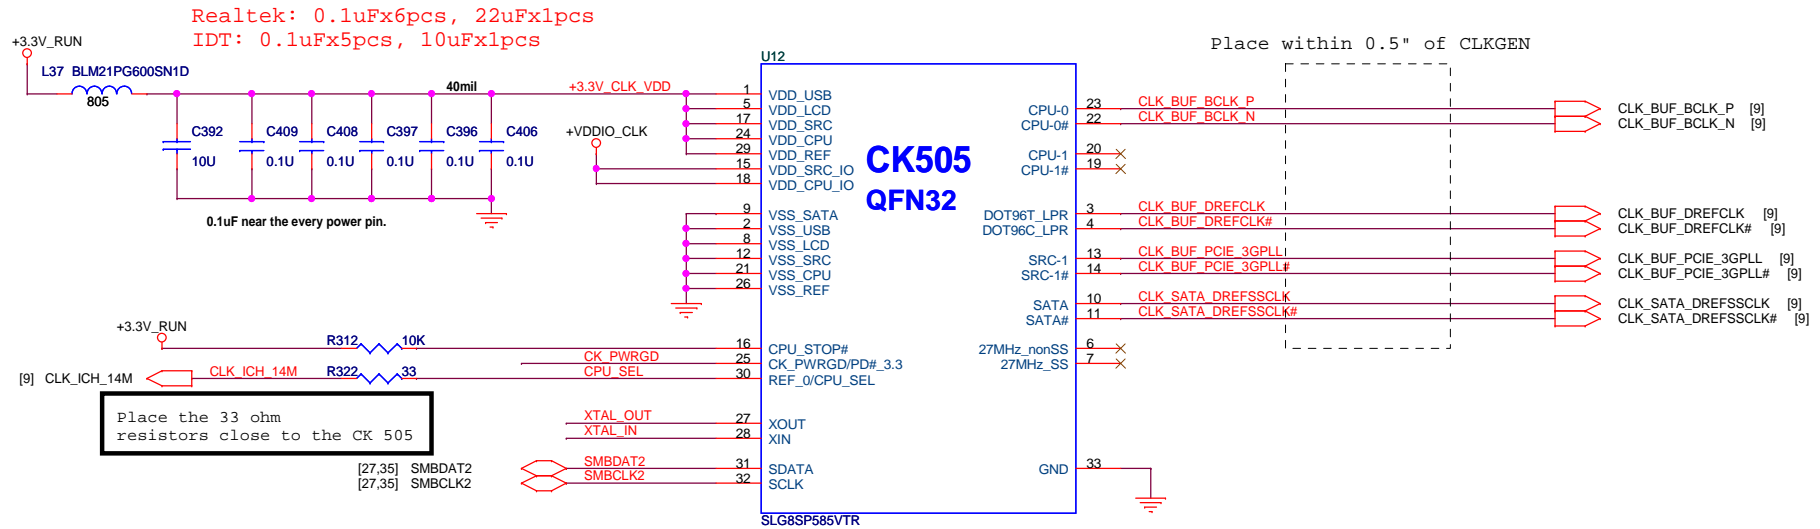 Realtek: 0.1uFx6pcs, 22uFx1pcs
IDT: 0.1uFx5pcs, 10uFx1pcs
+3.3V_RUN
L37 BLM21PG600SN1D
805
40mil
+3.3V_CLK_VDD
C392
10U
C409
0.1U
C408
0.1U
C397
0.1U
C396
0.1U
C406
0.1U
0.1uF near the every power pin.
+VDDIO_CLK
U12
CK505
QFN32
1 VDD_USB
5 VDD_LCD
17 VDD_SRC
24 VDD_CPU
29 VDD_REF
15 VDD_SRC_IO
18 VDD_CPU_IO
9 VSS_SATA
2 VSS_USB
8 VSS_LCD
12 VSS_SRC
21 VSS_CPU
26 VSS_REF
+3.3V_RUN
R312 10K
16 CPU_STOP#
CK_PWRGD 25 CK_PWRGD/PD#_3.3
[9] CLK_ICH_14M CLK_ICH_14M R322 33 CPU_SEL 30 REF_0/CPU_SEL
Place the 33 ohm
resistors close to the CK 505
XTAL_OUT 27 XOUT
XTAL_IN 28 XIN
[27,35] SMBDAT2 SMBDAT2 31 SDATA
[27,35] SMBCLK2 SMBCLK2 32 SCLK
SLG8SP585VTR
Place within 0.5" of CLKGEN
CPU-0 23 CLK_BUF_BCLK_P CLK_BUF_BCLK_P [9]
CPU-0# 22 CLK_BUF_BCLK_N CLK_BUF_BCLK_N [9]
CPU-1 20
CPU-1# 19
DOT96T_LPR 3 CLK_BUF_DREFCLK CLK_BUF_DREFCLK [9]
DOT96C_LPR 4 CLK_BUF_DREFCLK# CLK_BUF_DREFCLK# [9]
SRC-1 13 CLK_BUF_PCIE_3GPLL CLK_BUF_PCIE_3GPLL [9]
SRC-1# 14 CLK_BUF_PCIE_3GPLL# CLK_BUF_PCIE_3GPLL# [9]
SATA 10 CLK_SATA_DREFSSCLK CLK_SATA_DREFSSCLK [9]
SATA# 11 CLK_SATA_DREFSSCLK# CLK_SATA_DREFSSCLK# [9]
27MHz_nonSS 6
27MHz_SS 7
GND 33